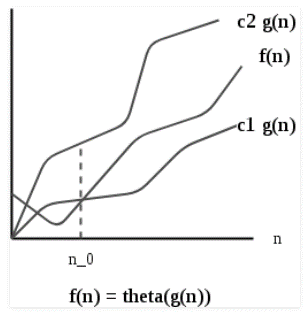 c2 g(n)
f(n)
c1 g(n)
n
n_0
f(n) = theta(g(n))